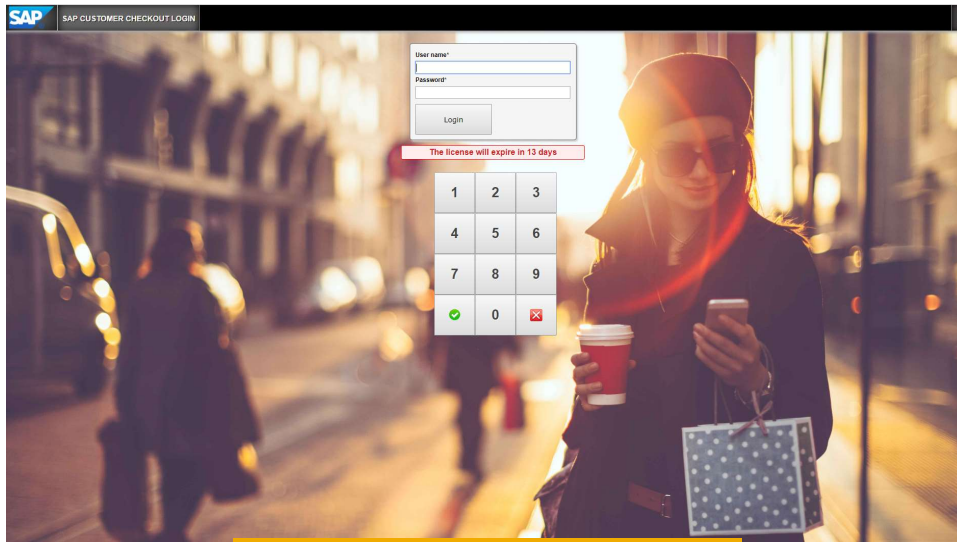 SAP SAP CUSTOMER CHECKOUT LOGIN
User name*
Password*
Login
The license will expire in 13 days
1 2 3
4 5 6
7 8 9
0